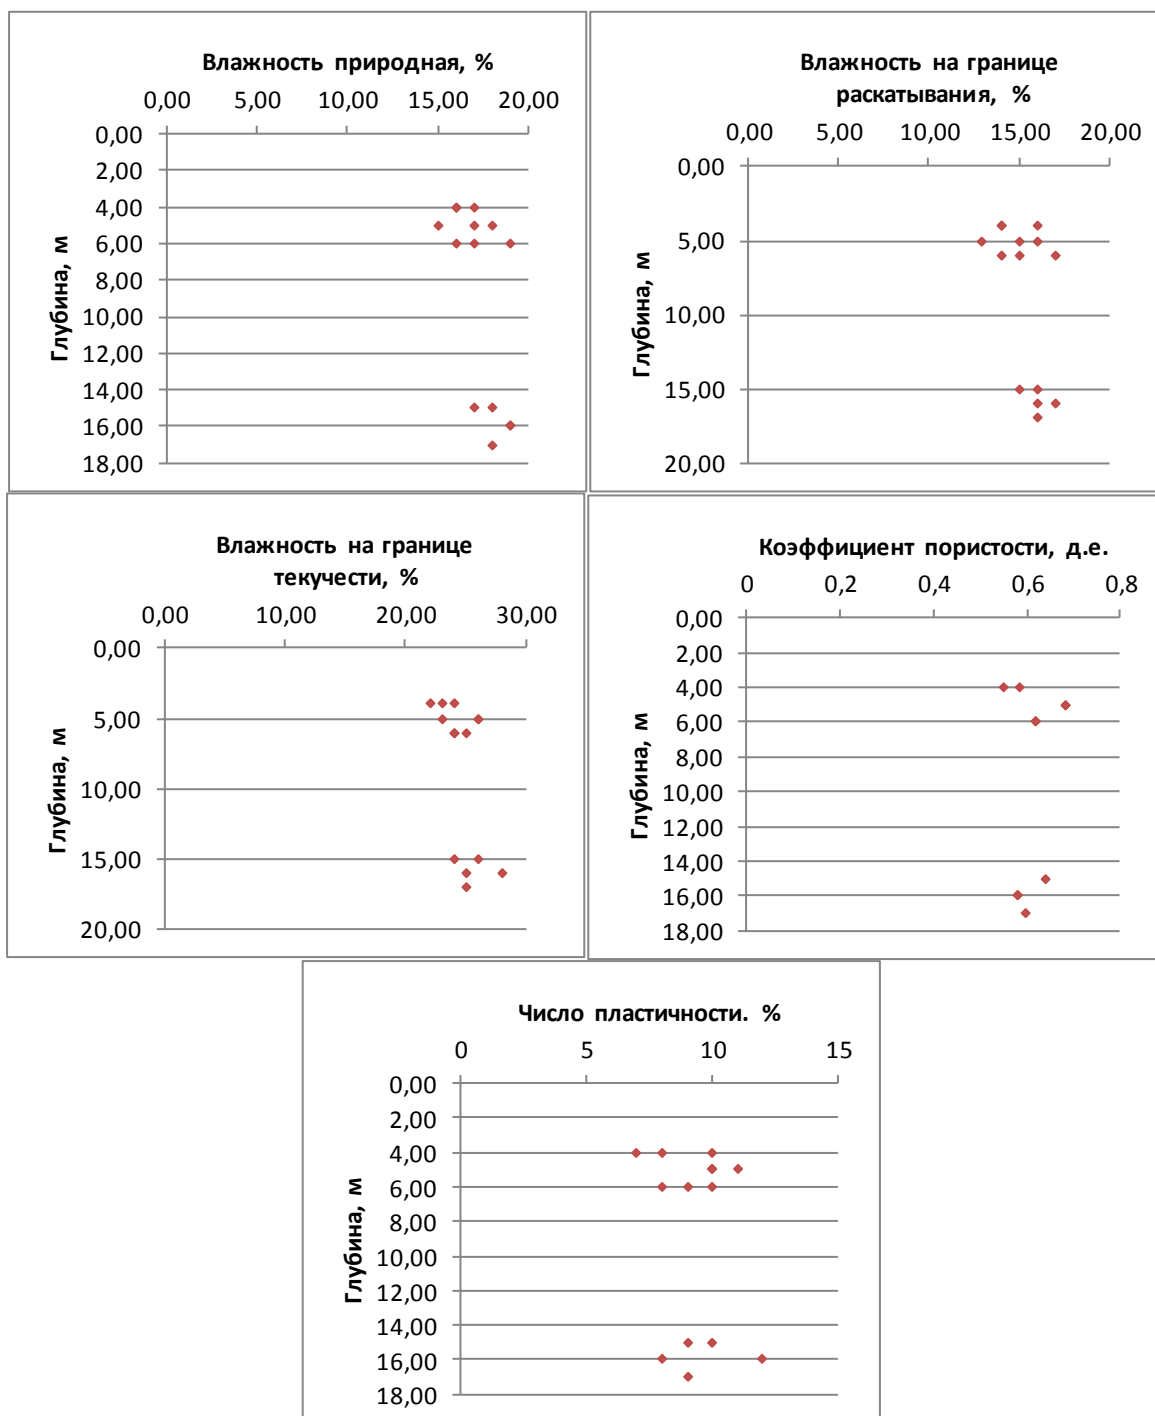 Влажность природная, %
0,00 5,00 10,00 15,00 20,00
0,00
2,00
4,00
6,00
8,00
10,00
12,00
14,00
16,00
18,00
Глубина, м
Влажность на границе
раскатывания, %
0,00 5,00 10,00 15,00 20,00
0,00
5,00
10,00
15,00
20,00
Глубина, м
Влажность на границе
текучести, %
0,00 10,00 20,00 30,00
0,00
5,00
10,00
15,00
20,00
Глубина, м
Коэффициент пористости, д.е.
0 0,2 0,4 0,6 0,8
0,00
2,00
4,00
6,00
8,00
10,00
12,00
14,00
16,00
18,00
Глубина, м
Число пластичности. %
0 5 10 15
0,00
2,00
4,00
6,00
8,00
10,00
12,00
14,00
16,00
18,00
Глубина, м